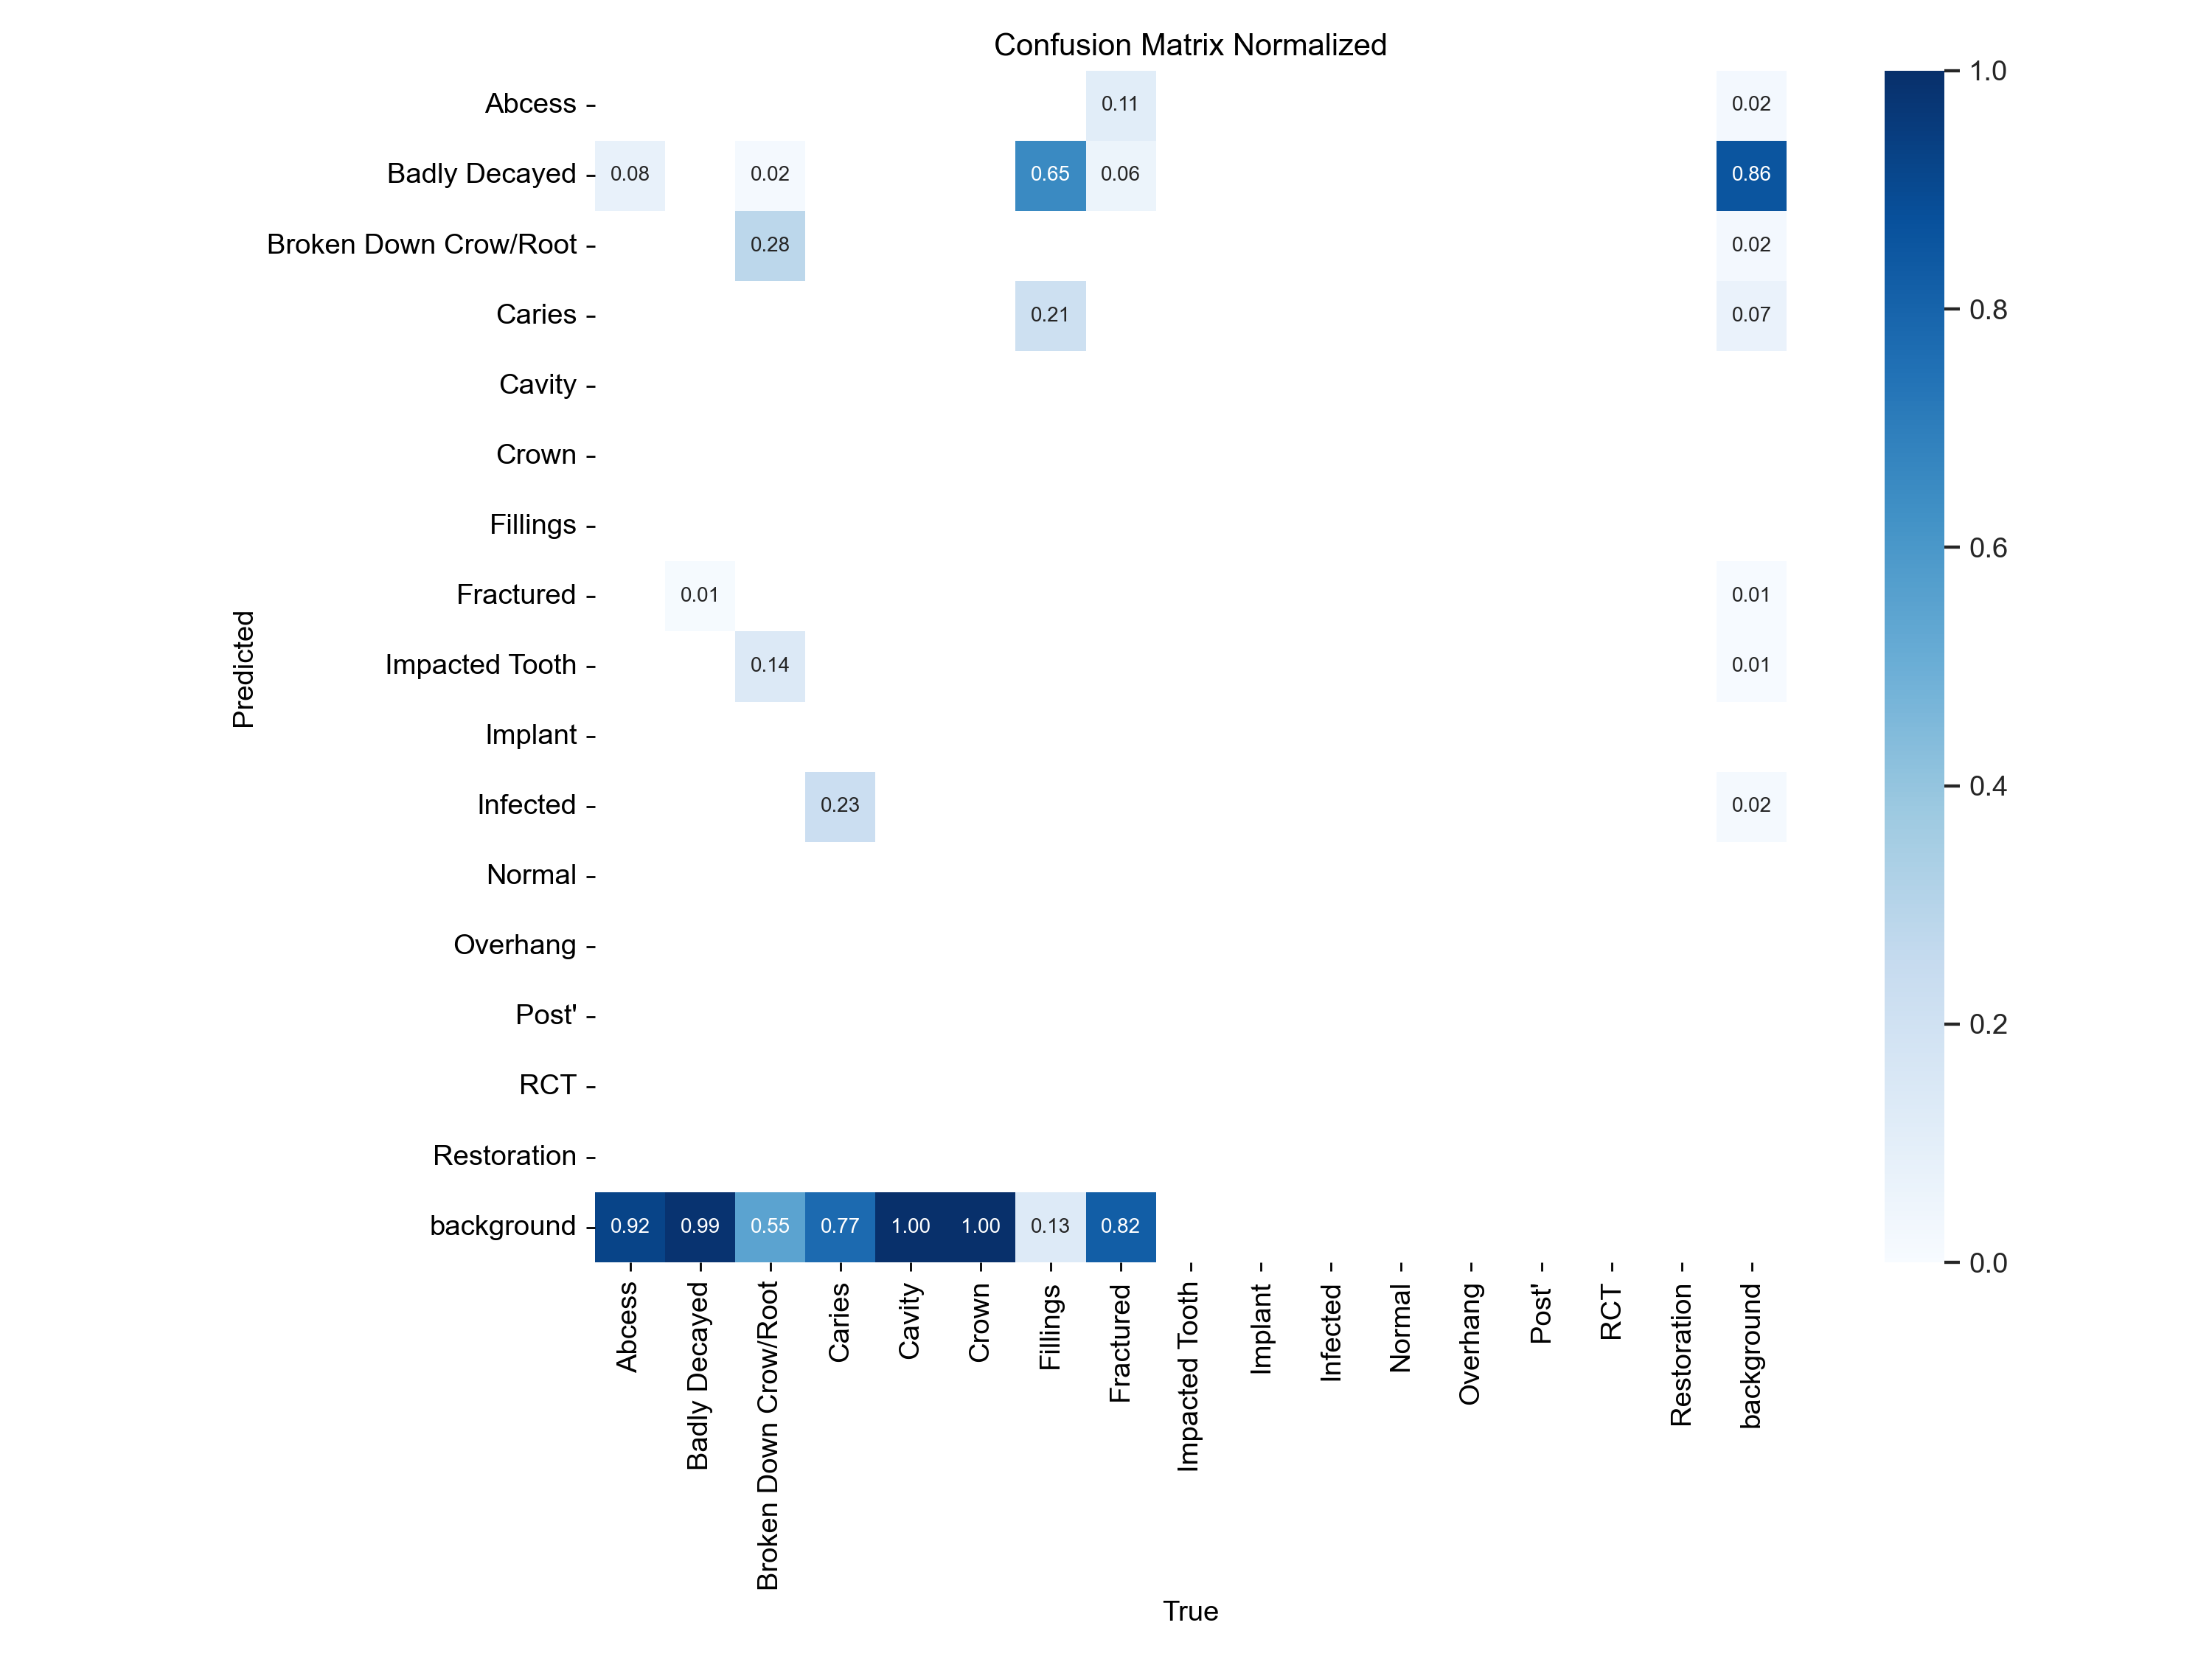 Confusion Matrix Normalized
Abcess 0.11 0.02
Badly Decayed 0.08 0.02 0.65 0.06 0.86
Broken Down Crow/Root 0.28 0.02
Caries 0.21 0.07
Cavity
Crown
Fillings
Fractured 0.01 0.01
Impacted Tooth 0.14 0.01
Implant
Infected 0.23 0.02
Normal
Overhang
Post'
RCT
Restoration
background 0.92 0.99 0.55 0.77 1.00 1.00 0.13 0.82
Predicted
Abcess
Badly Decayed
Broken Down Crow/Root
Caries
Cavity
Crown
Fillings
Fractured
Impacted Tooth
Implant
Infected
Normal
Overhang
Post'
RCT
Restoration
background
True
1.0
0.8
0.6
0.4
0.2
0.0